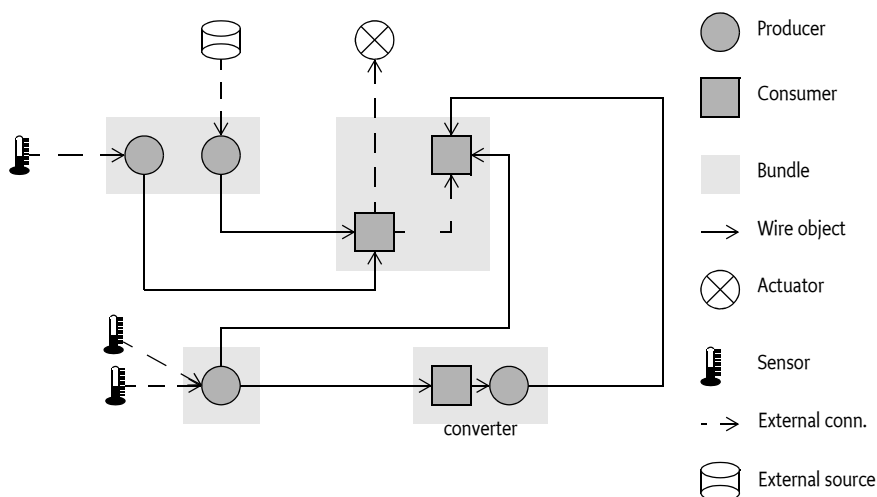 Producer
Consumer
Bundle
Wire object
Actuator
Sensor
External conn.
converter
External source